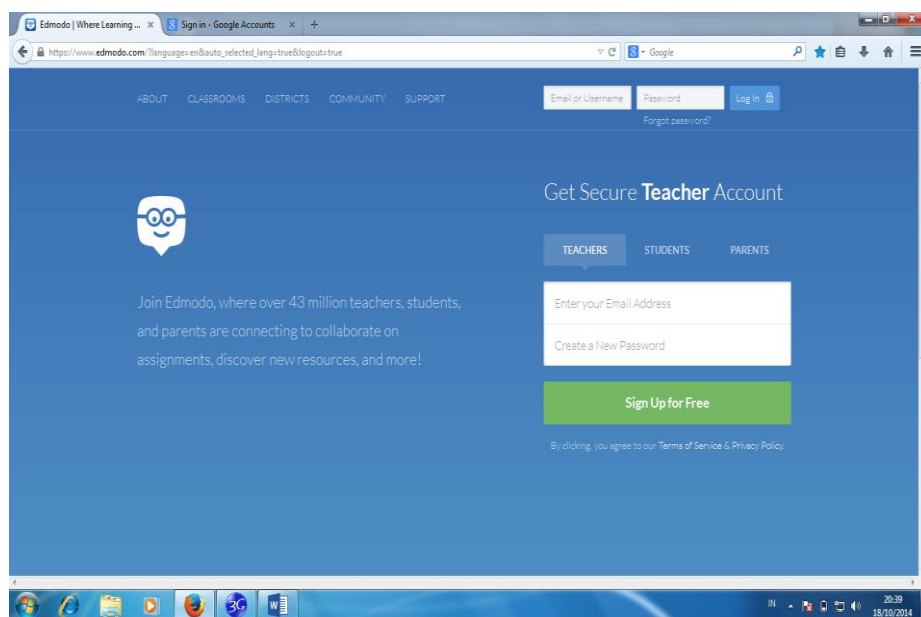 Edmodo | Where Learning ...
Sign in - Google Accounts
https://www.edmodo.com/?language=en&auto_selected_lang=true&logout=true
Google
ABOUT CLASSROOMS DISTRICTS COMMUNITY SUPPORT
Email or Username Password Log In
Forgot password?
Get Secure Teacher Account
TEACHERS STUDENTS PARENTS
Enter your Email Address
Create a New Password
Sign Up for Free
By clicking, you agree to our Terms of Service & Privacy Policy.
Join Edmodo, where over 43 million teachers, students,
and parents are connecting to collaborate on
assignments, discover new resources, and more!
3G
W
IN
20:39
18/10/2014